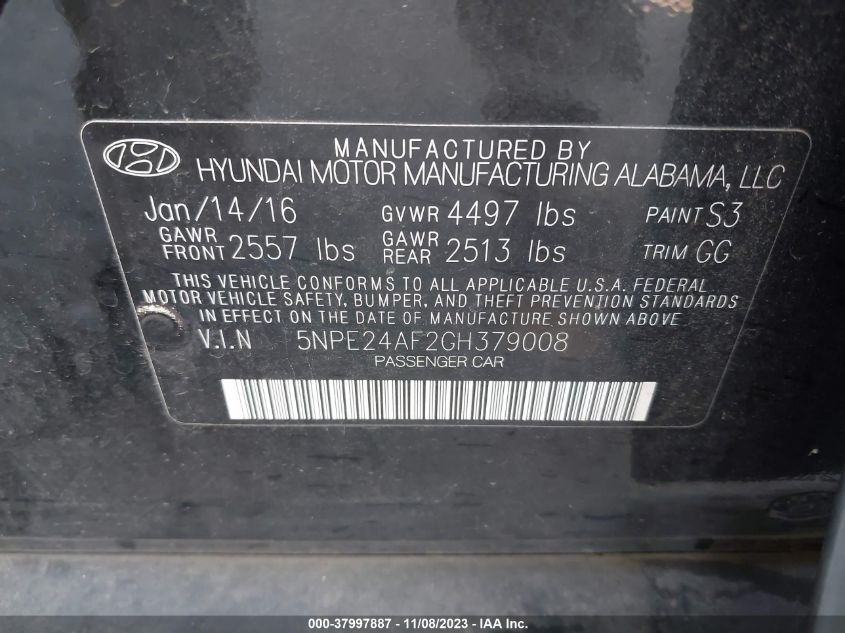 MANUFACTURED BY
HYUNDAI MOTOR MANUFACTURING ALABAMA, LLC
Jan/14/16 GVWR 4497 lbs PAINT S3
GAWR FRONT 2557 lbs GAWR REAR 2513 lbs TRIM GG
THIS VEHICLE CONFORMS TO ALL APPLICABLE U.S.A. FEDERAL
MOTOR VEHICLE SAFETY, BUMPER, AND THEFT PREVENTION STANDARDS
IN EFFECT ON THE DATE OF MANUFACTURE SHOWN ABOVE.
V.I.N 5NPE24AF2GH379008
PASSENGER CAR
000-37997887 - 11/08/2023 - IAA Inc.